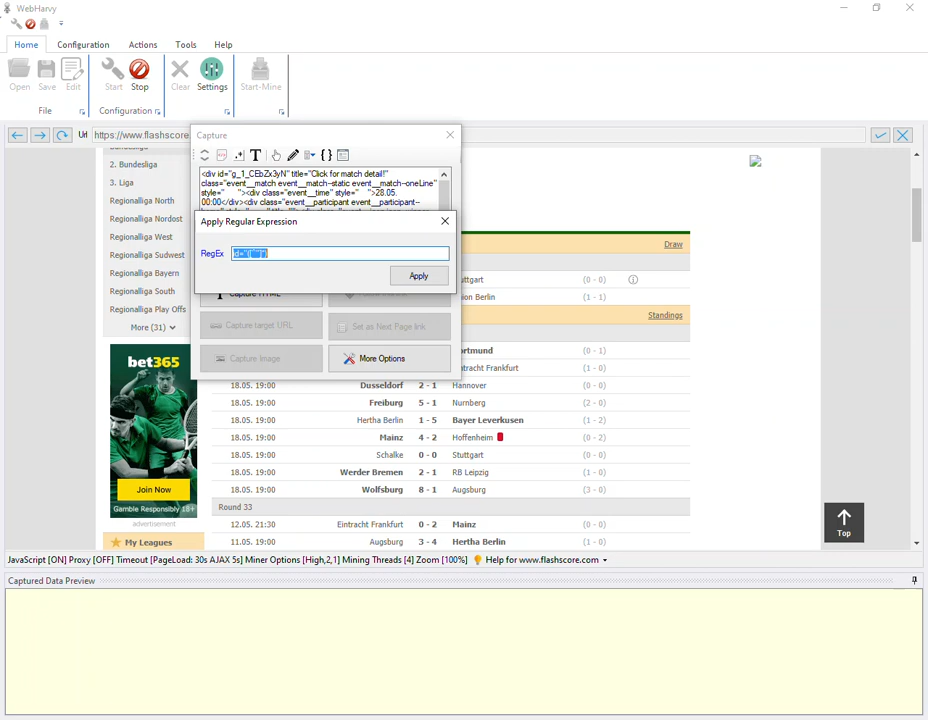 WebHarvy
Home Configuration Actions Tools Help
Open Save Edit Start Stop Clear Settings Start-Mine
File Configuration
Url https://www.flashscore
Capture
<div id="g_1_CEbZx3yN" title="Click for match detail!"
class="event__match event__match--static event__match--oneLine"
style=" "><div class="event__time" style=" ">28.05.
00:00</div><div class="event__participant event__participant--
Apply Regular Expression
RegEx
Apply
Capture HTML
Capture target URL
Set as Next Page link
Capture Image
More Options
2. Bundesliga
3. Liga
Regionalliga North
Regionalliga Nordost
Regionalliga West
Regionalliga Sudwest
Regionalliga Bayern
Regionalliga South
Regionalliga Play Offs
More (31)
bet365
Join Now
Gamble Responsibly 18+
advertisement
My Leagues
Draw
uttgart (0 - 0)
ion Berlin (1 - 1)
Standings
ortmund (0 - 1)
ntracht Frankfurt (1 - 0)
18.05. 19:00 Dusseldorf 2 - 1 Hannover (0 - 0)
18.05. 19:00 Freiburg 5 - 1 Nurnberg (2 - 0)
18.05. 19:00 Hertha Berlin 1 - 5 Bayer Leverkusen (1 - 2)
18.05. 19:00 Mainz 4 - 2 Hoffenheim (0 - 2)
18.05. 19:00 Schalke 0 - 0 Stuttgart (0 - 0)
18.05. 19:00 Werder Bremen 2 - 1 RB Leipzig (1 - 0)
18.05. 19:00 Wolfsburg 8 - 1 Augsburg (3 - 0)
Round 33
12.05. 21:30 Eintracht Frankfurt 0 - 2 Mainz (0 - 0)
11.05. 19:00 Augsburg 3 - 4 Hertha Berlin (1 - 0)
Top
JavaScript [ON] Proxy [OFF] Timeout [PageLoad: 30s AJAX 5s] Miner Options [High,2,1] Mining Threads [4] Zoom [100%] Help for www.flashscore.com
Captured Data Preview